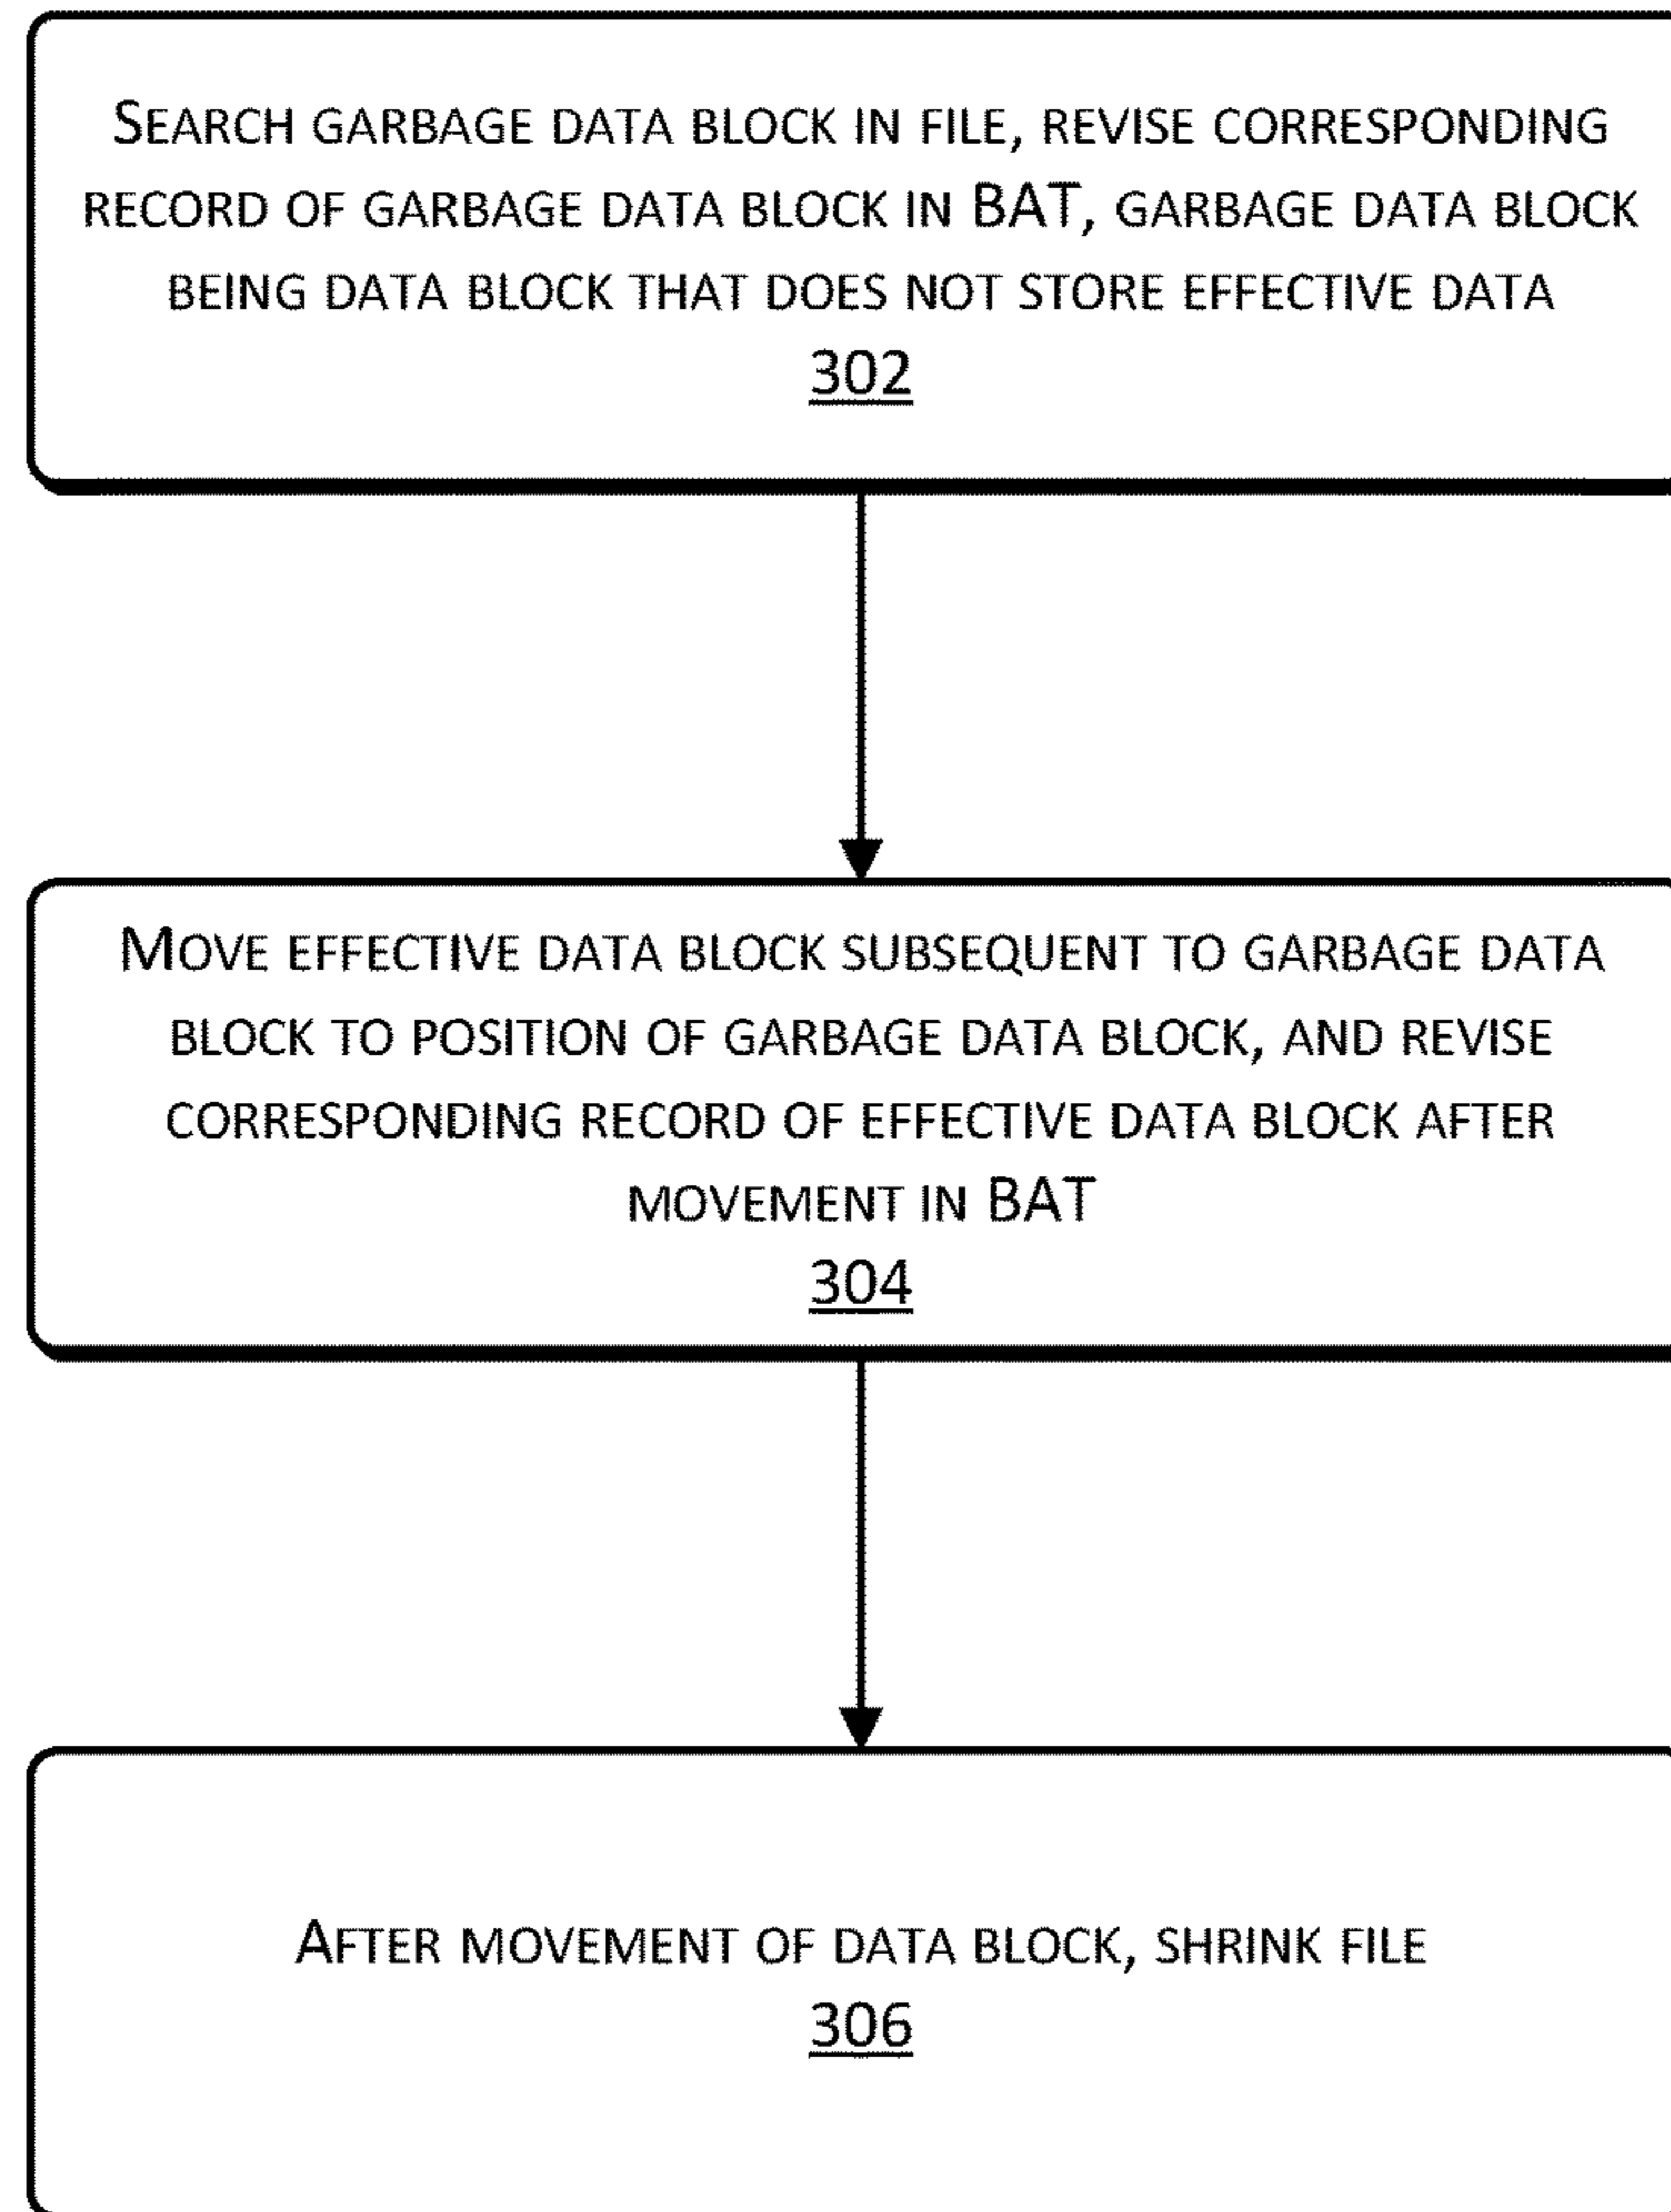 SEARCH GARBAGE DATA BLOCK IN FILE, REVISE CORRESPONDING
RECORD OF GARBAGE DATA BLOCK IN BAT, GARBAGE DATA BLOCK
BEING DATA BLOCK THAT DOES NOT STORE EFFECTIVE DATA
302
MOVE EFFECTIVE DATA BLOCK SUBSEQUENT TO GARBAGE DATA
BLOCK TO POSITION OF GARBAGE DATA BLOCK, AND REVISE
CORRESPONDING RECORD OF EFFECTIVE DATA BLOCK AFTER
MOVEMENT IN BAT
304
AFTER MOVEMENT OF DATA BLOCK, SHRINK FILE
306